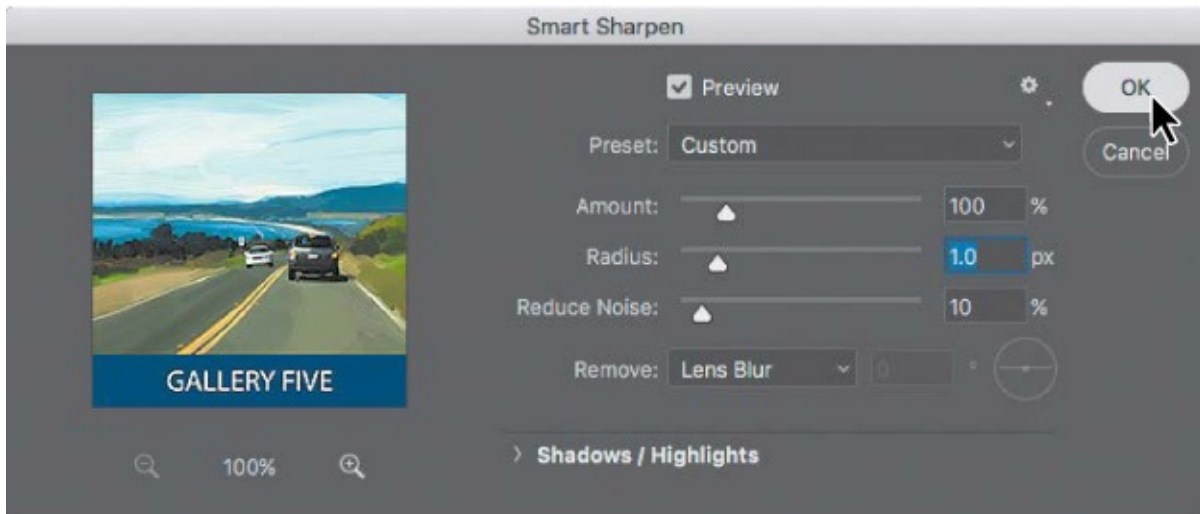 Smart Sharpen
Preview
OK
Preset: Custom
Cancel
Amount: 100 %
Radius: 1.0 px
Reduce Noise: 10 %
Remove: Lens Blur 0 °
GALLERY FIVE
100%
> Shadows / Highlights